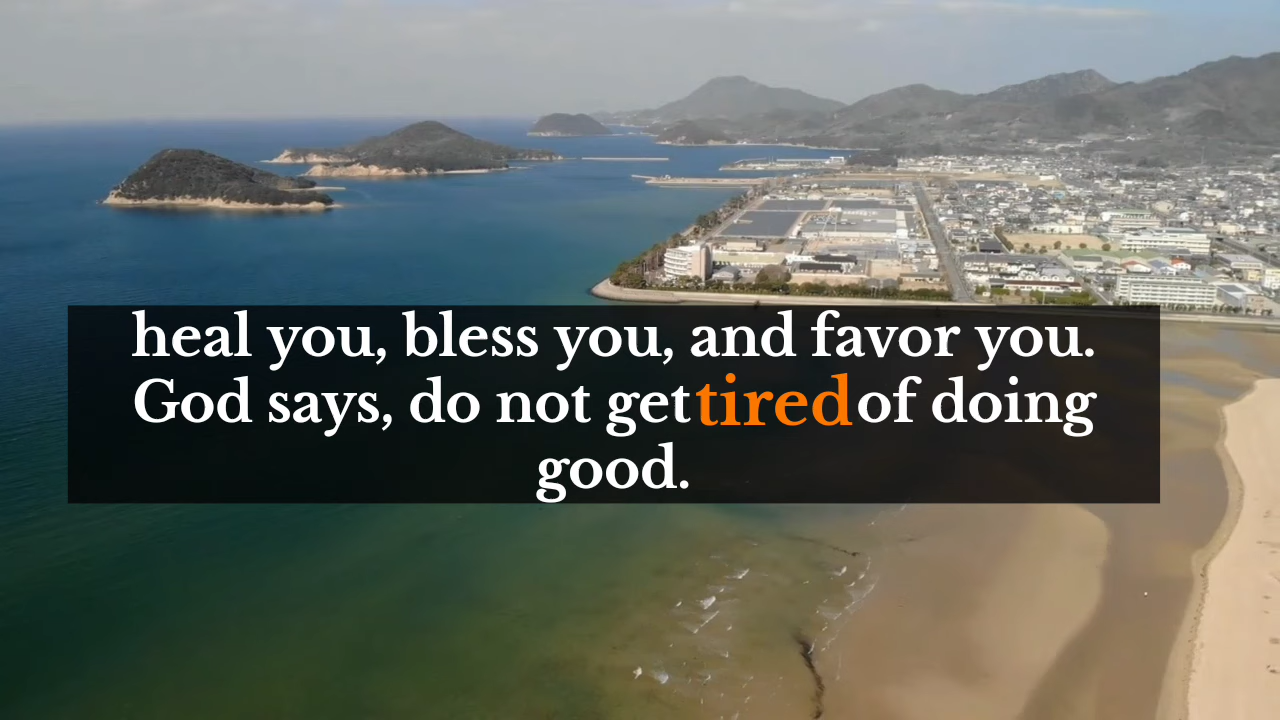 heal you, bless you, and favor you.
God says, do not get tired of doing
good.